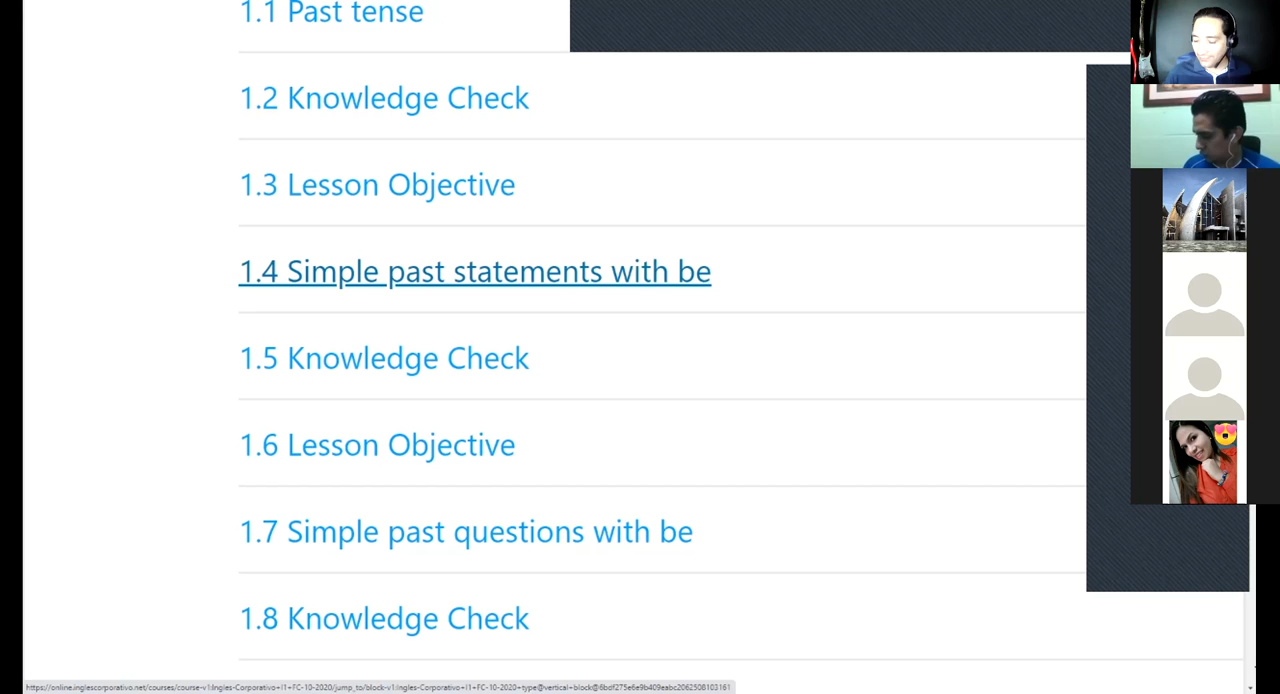 1.1 Past tense
1.2 Knowledge Check
1.3 Lesson Objective
1.4 Simple past statements with be
1.5 Knowledge Check
1.6 Lesson Objective
1.7 Simple past questions with be
1.8 Knowledge Check